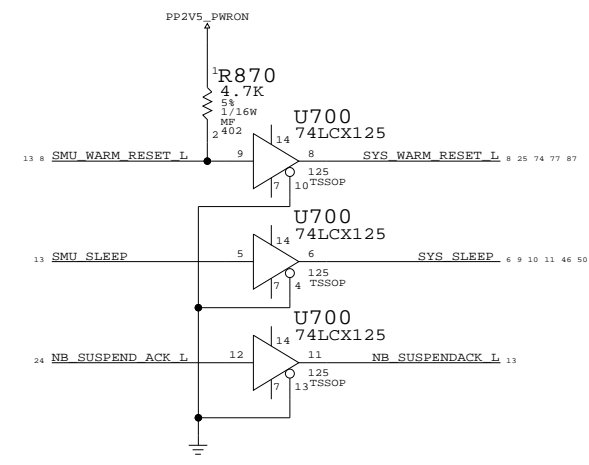 PP2V5_PWRON
1 R870
4.7K
5%
1/16W
MF
2 402
U700
74LCX125
14
13 8 SMU_WARM_RESET_L 9 8 SYS_WARM_RESET_L 8 25 74 77 87
125
7 10 TSSOP
U700
74LCX125
14
13 SMU_SLEEP 5 6 SYS_SLEEP 6 9 10 11 46 50
125
7 4 TSSOP
U700
74LCX125
14
24 NB_SUSPEND_ACK_L 12 11 NB_SUSPENDACK_L 13
125
7 13 TSSOP